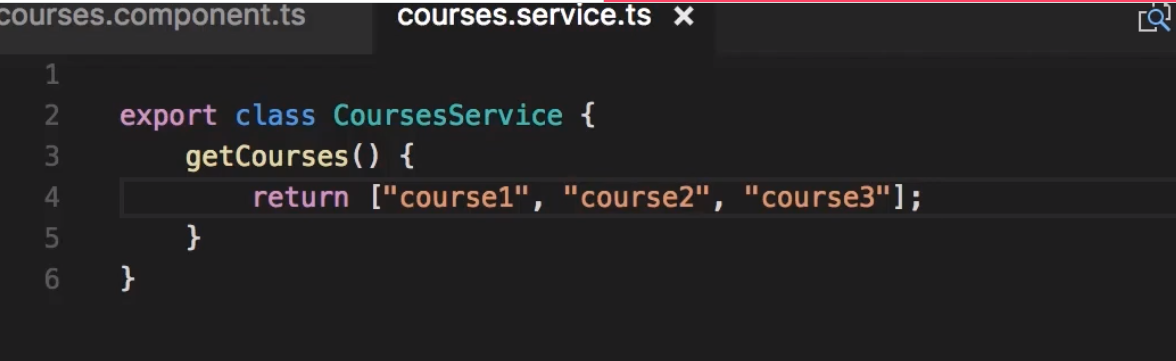 courses.component.ts courses.service.ts ×
1
2 export class CoursesService {
3     getCourses() {
4         return ["course1", "course2", "course3"];
5     }
6 }